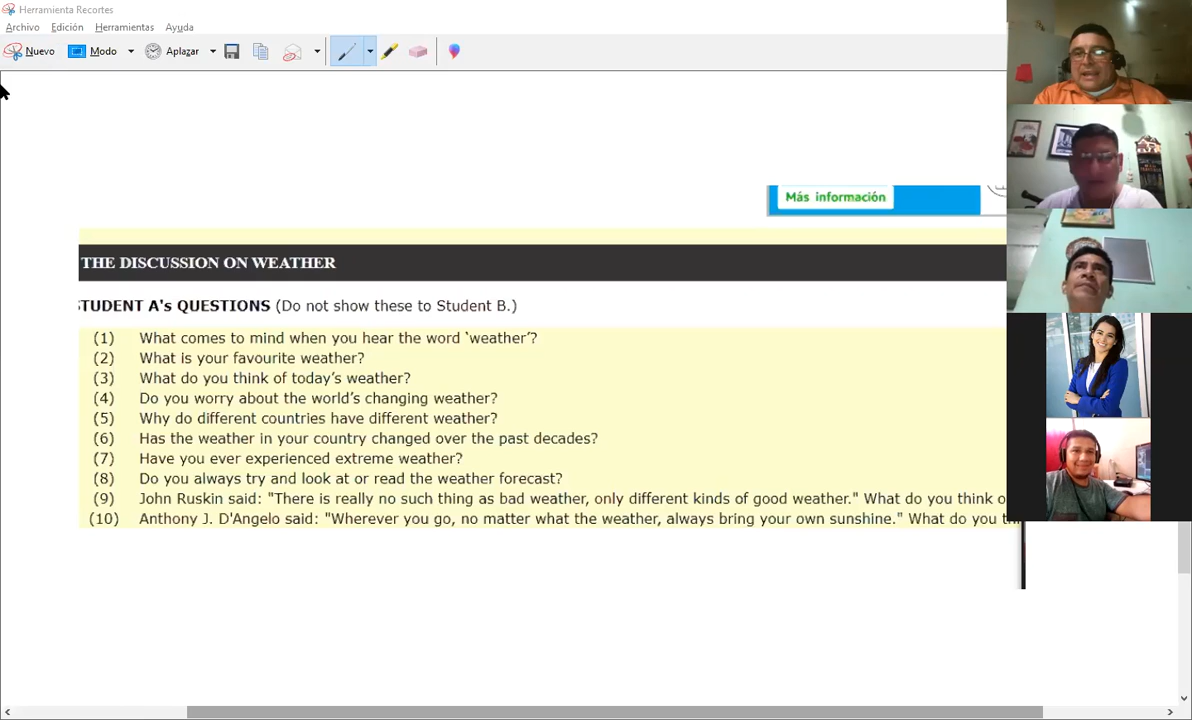 Herramienta Recortes
Archivo Edición Herramientas Ayuda
Nuevo Modo Aplazar
Más información
THE DISCUSSION ON WEATHER
STUDENT A's QUESTIONS (Do not show these to Student B.)
(1) What comes to mind when you hear the word ‘weather’?
(2) What is your favourite weather?
(3) What do you think of today’s weather?
(4) Do you worry about the world’s changing weather?
(5) Why do different countries have different weather?
(6) Has the weather in your country changed over the past decades?
(7) Have you ever experienced extreme weather?
(8) Do you always try and look at or read the weather forecast?
(9) John Ruskin said: "There is really no such thing as bad weather, only different kinds of good weather." What do you think o
(10) Anthony J. D'Angelo said: "Wherever you go, no matter what the weather, always bring your own sunshine." What do you